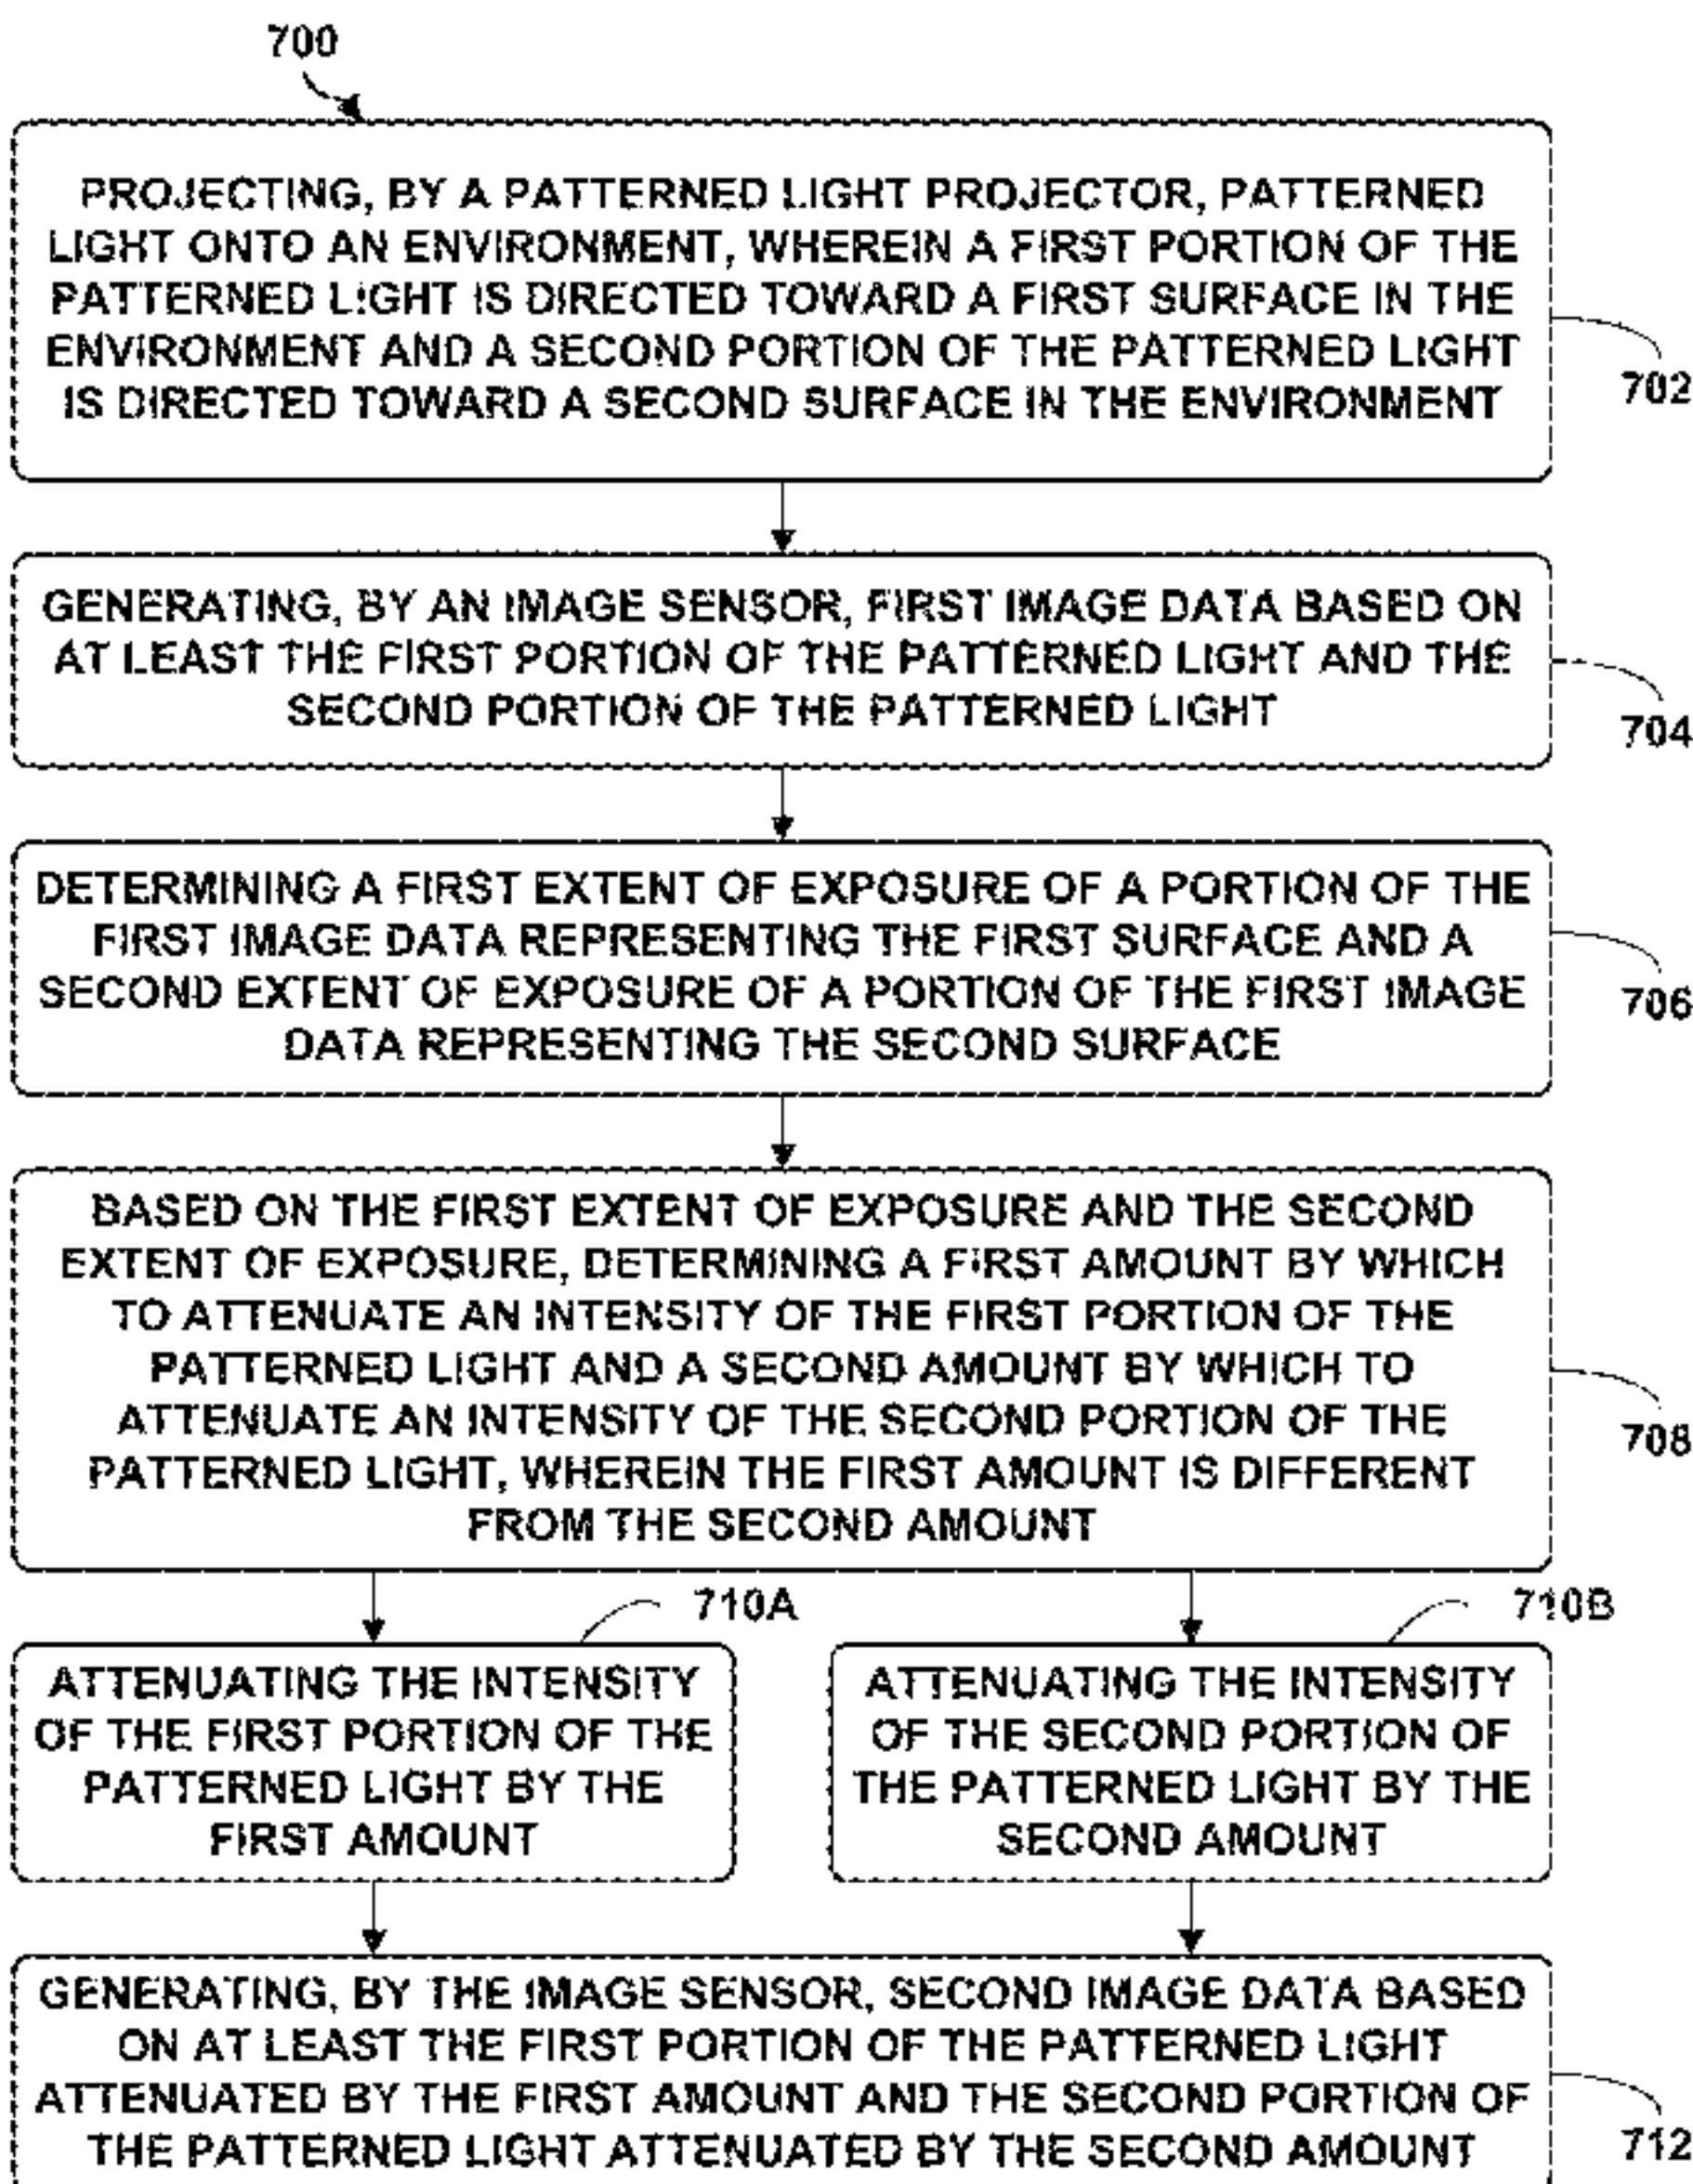 700
PROJECTING, BY A PATTERNED LIGHT PROJECTOR, PATTERNED
LIGHT ONTO AN ENVIRONMENT, WHEREIN A FIRST PORTION OF THE
PATTERNED LIGHT IS DIRECTED TOWARD A FIRST SURFACE IN THE
ENVIRONMENT AND A SECOND PORTION OF THE PATTERNED LIGHT
IS DIRECTED TOWARD A SECOND SURFACE IN THE ENVIRONMENT
702
GENERATING, BY AN IMAGE SENSOR, FIRST IMAGE DATA BASED ON
AT LEAST THE FIRST PORTION OF THE PATTERNED LIGHT AND THE
SECOND PORTION OF THE PATTERNED LIGHT
704
DETERMINING A FIRST EXTENT OF EXPOSURE OF A PORTION OF THE
FIRST IMAGE DATA REPRESENTING THE FIRST SURFACE AND A
SECOND EXTENT OF EXPOSURE OF A PORTION OF THE FIRST IMAGE
DATA REPRESENTING THE SECOND SURFACE
706
BASED ON THE FIRST EXTENT OF EXPOSURE AND THE SECOND
EXTENT OF EXPOSURE, DETERMINING A FIRST AMOUNT BY WHICH
TO ATTENUATE AN INTENSITY OF THE FIRST PORTION OF THE
PATTERNED LIGHT AND A SECOND AMOUNT BY WHICH TO
ATTENUATE AN INTENSITY OF THE SECOND PORTION OF THE
PATTERNED LIGHT, WHEREIN THE FIRST AMOUNT IS DIFFERENT
FROM THE SECOND AMOUNT
708
710A
ATTENUATING THE INTENSITY
OF THE FIRST PORTION OF THE
PATTERNED LIGHT BY THE
FIRST AMOUNT
710B
ATTENUATING THE INTENSITY
OF THE SECOND PORTION OF
THE PATTERNED LIGHT BY THE
SECOND AMOUNT
GENERATING, BY THE IMAGE SENSOR, SECOND IMAGE DATA BASED
ON AT LEAST THE FIRST PORTION OF THE PATTERNED LIGHT
ATTENUATED BY THE FIRST AMOUNT AND THE SECOND PORTION OF
THE PATTERNED LIGHT ATTENUATED BY THE SECOND AMOUNT
712